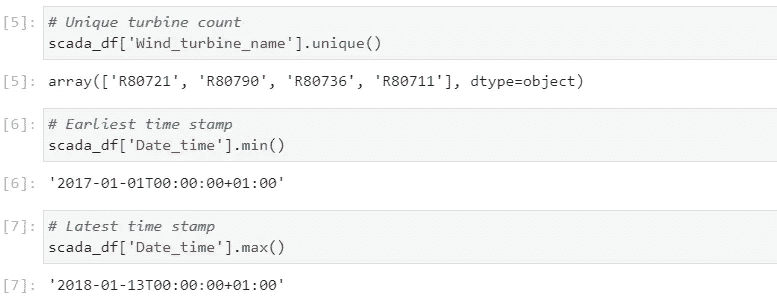 [5]: # Unique turbine count
scada_df['Wind_turbine_name'].unique()
[5]: array(['R80721', 'R80790', 'R80736', 'R80711'], dtype=object)
[6]: # Earliest time stamp
scada_df['Date_time'].min()
[6]: '2017-01-01T00:00:00+01:00'
[7]: # Latest time stamp
scada_df['Date_time'].max()
[7]: '2018-01-13T00:00:00+01:00'